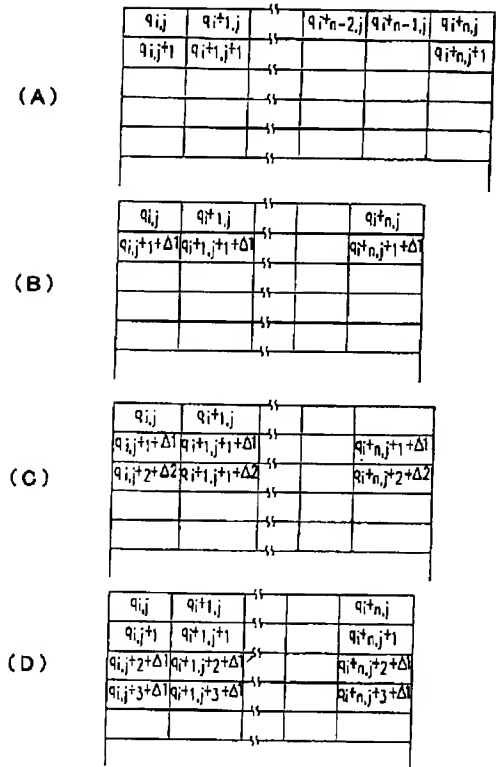 qi,j qi+1,j qi+n-2,j qi+n-1,j qi+n,j
qi,j+1 qi+1,j+1 qi+n,j+1
(A)
qi,j qi+1,j qi+n,j
qi,j+1+Δ1 qi+1,j+1+Δ1 qi+n,j+1+Δ1
(B)
qi,j qi+1,j
qi,j+1+Δ1 qi+1,j+1+Δ1 qi+n,j+1+Δ1
qi,j+2+Δ2 qi+1,j+1+Δ2 qi+n,j+2+Δ2
(C)
qi,j qi+1,j qi+n,j
qi,j+1 qi+1,j+1 qi+n,j+1
(D)
qi,j+2+Δ1 qi+1,j+2+Δ1 qi+n,j+2+Δ1
qi,j+3+Δ1 qi+1,j+3+Δ1 qi+n,j+3+Δ1